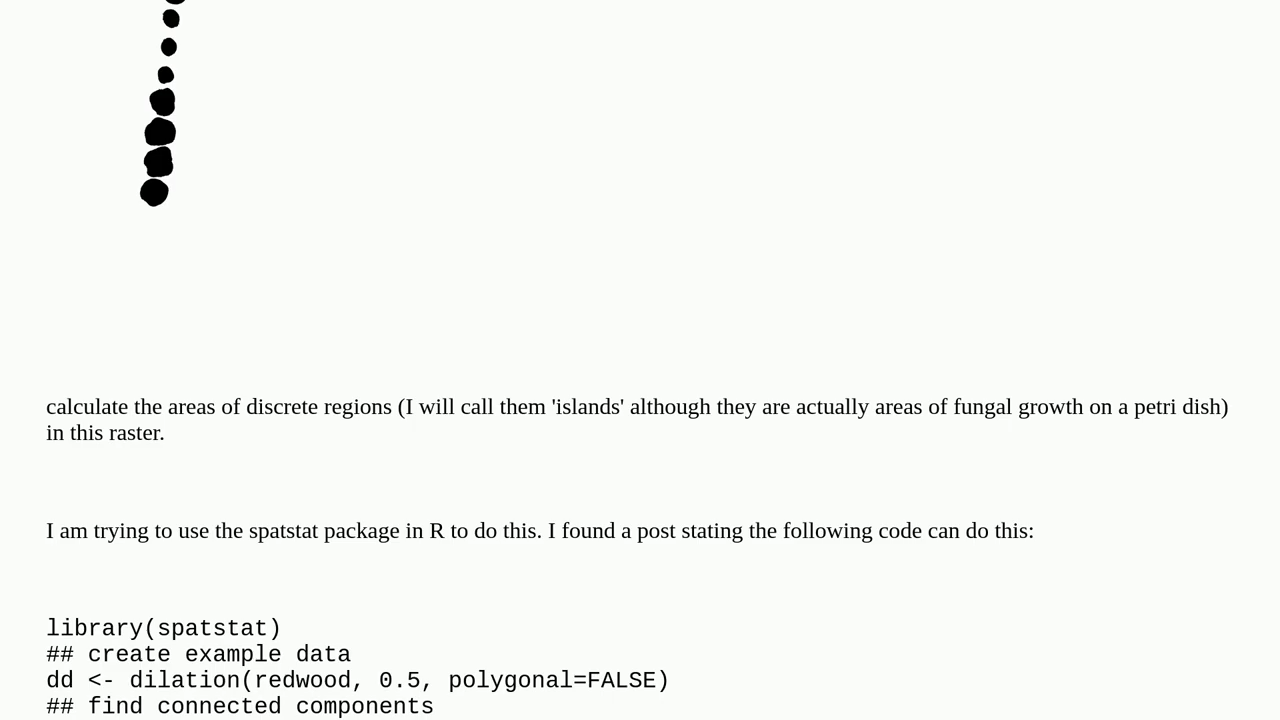 calculate the areas of discrete regions (I will call them 'islands' although they are actually areas of fungal growth on a petri dish)
in this raster.
I am trying to use the spatstat package in R to do this. I found a post stating the following code can do this:
library(spatstat)
## create example data
dd <- dilation(redwood, 0.5, polygonal=FALSE)
## find connected components